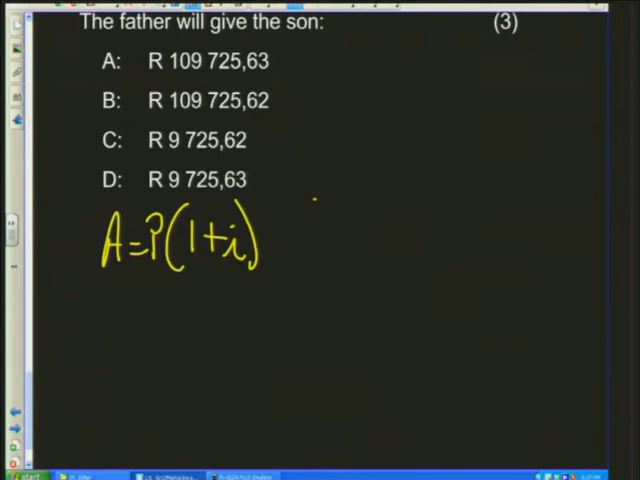 The father will give the son: (3)
A: R 109 725,63
B: R 109 725,62
C: R 9 725,62
D: R 9 725,63
A=P(1+i)
start